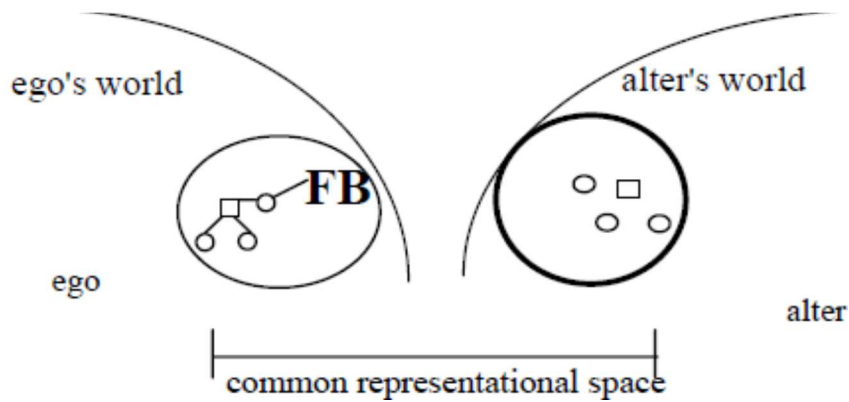 ego's world
alter's world
FB
ego
alter
common representational space